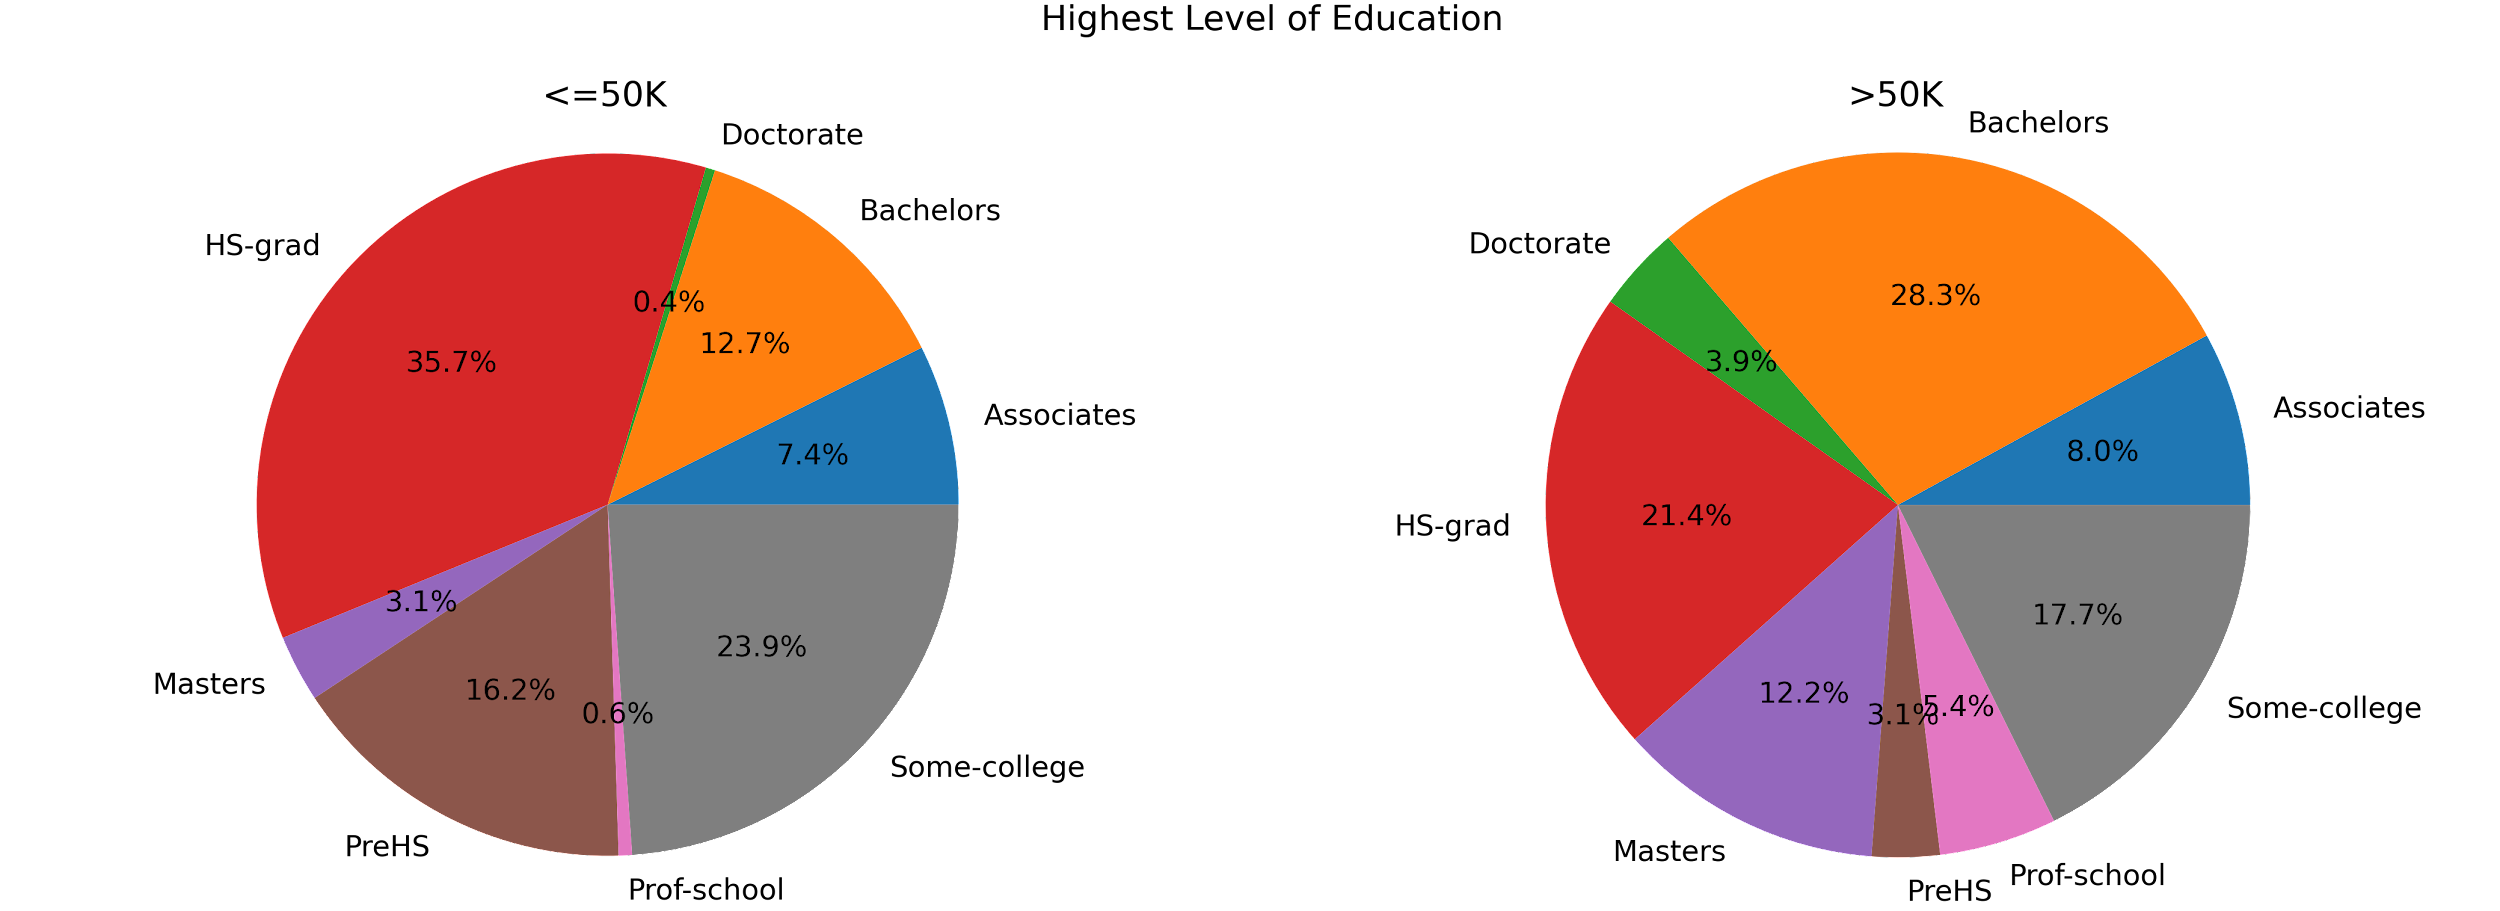 Highest Level of Education
<=50K
Doctorate
Bachelors
HS-grad
0.4%
12.7%
35.7%
Associates
7.4%
3.1%
23.9%
Masters
16.2%
0.6%
Some-college
PreHS
Prof-school
>50K
Bachelors
Doctorate
28.3%
3.9%
Associates
8.0%
HS-grad
21.4%
17.7%
12.2%
3.1%
5.4%
Some-college
Masters
Prof-school
PreHS